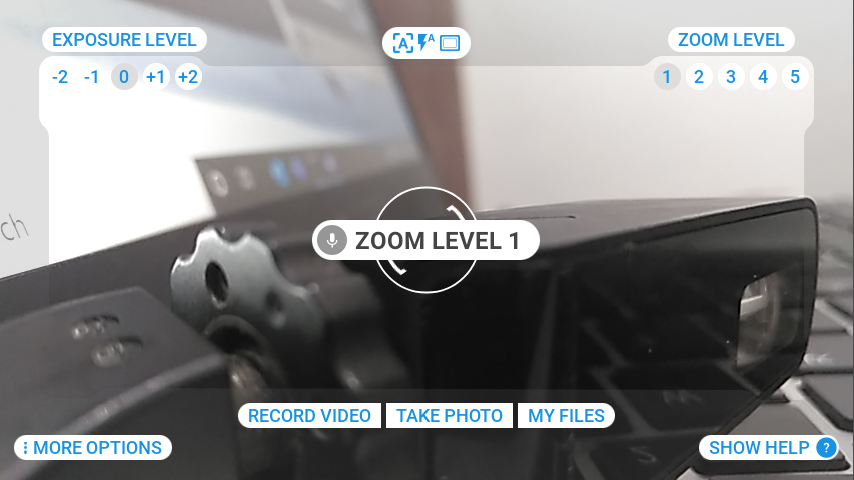 EXPOSURE LEVEL
A
A
ZOOM LEVEL
-2 -1 0 +1 +2
1 2 3 4 5
ch
ZOOM LEVEL 1
RECORD VIDEO TAKE PHOTO MY FILES
MORE OPTIONS
SHOW HELP ?